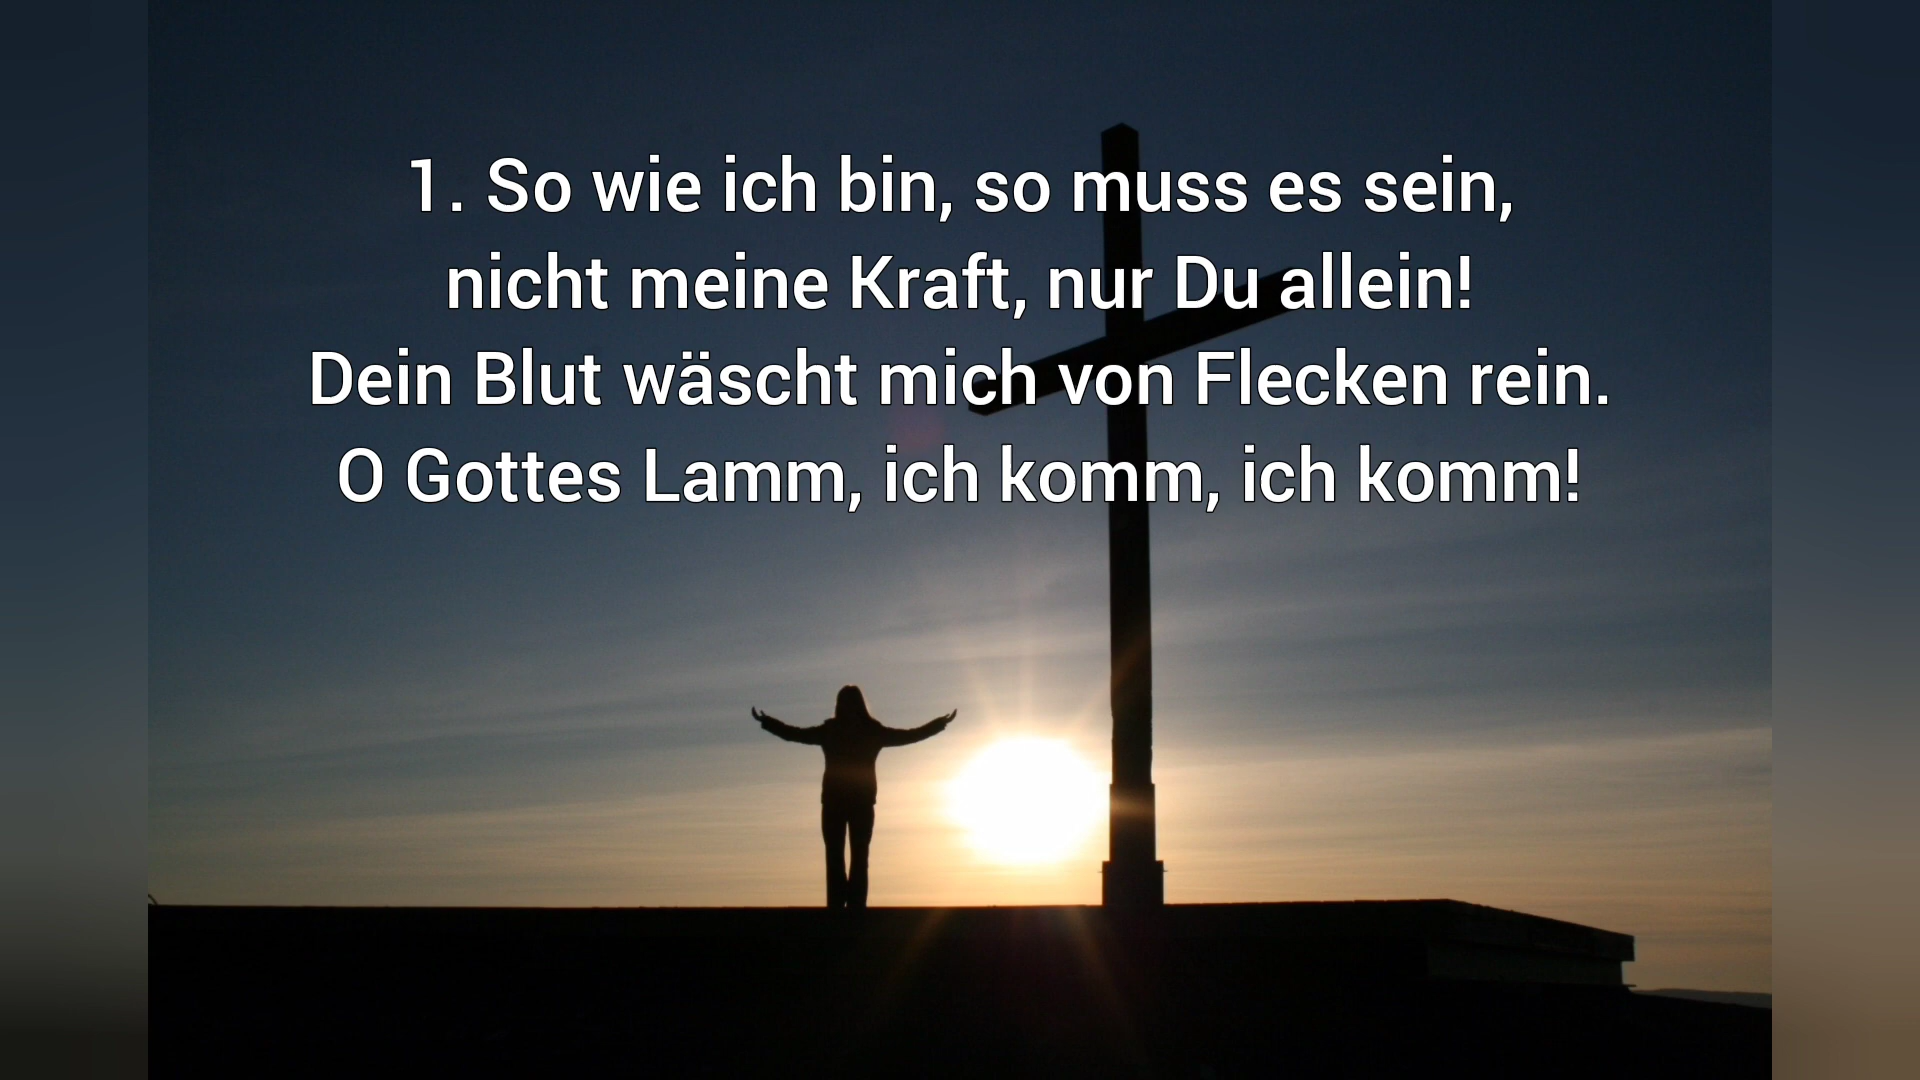 1. So wie ich bin, so muss es sein,
nicht meine Kraft, nur Du allein!
Dein Blut wäscht mich von Flecken rein.
O Gottes Lamm, ich komm, ich komm!